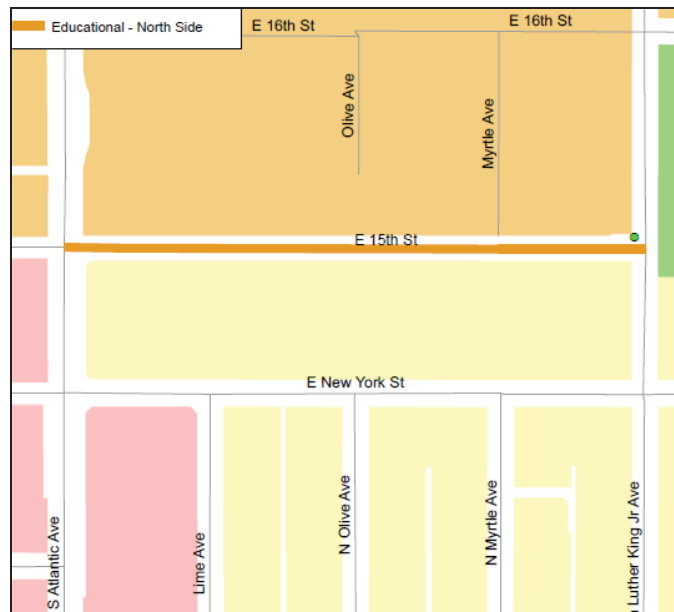 Educational - North Side
E 16th St
E 16th St
Olive Ave
Myrtle Ave
E 15th St
E New York St
S Atlantic Ave
Lime Ave
N Olive Ave
N Myrtle Ave
Luther King Jr Ave